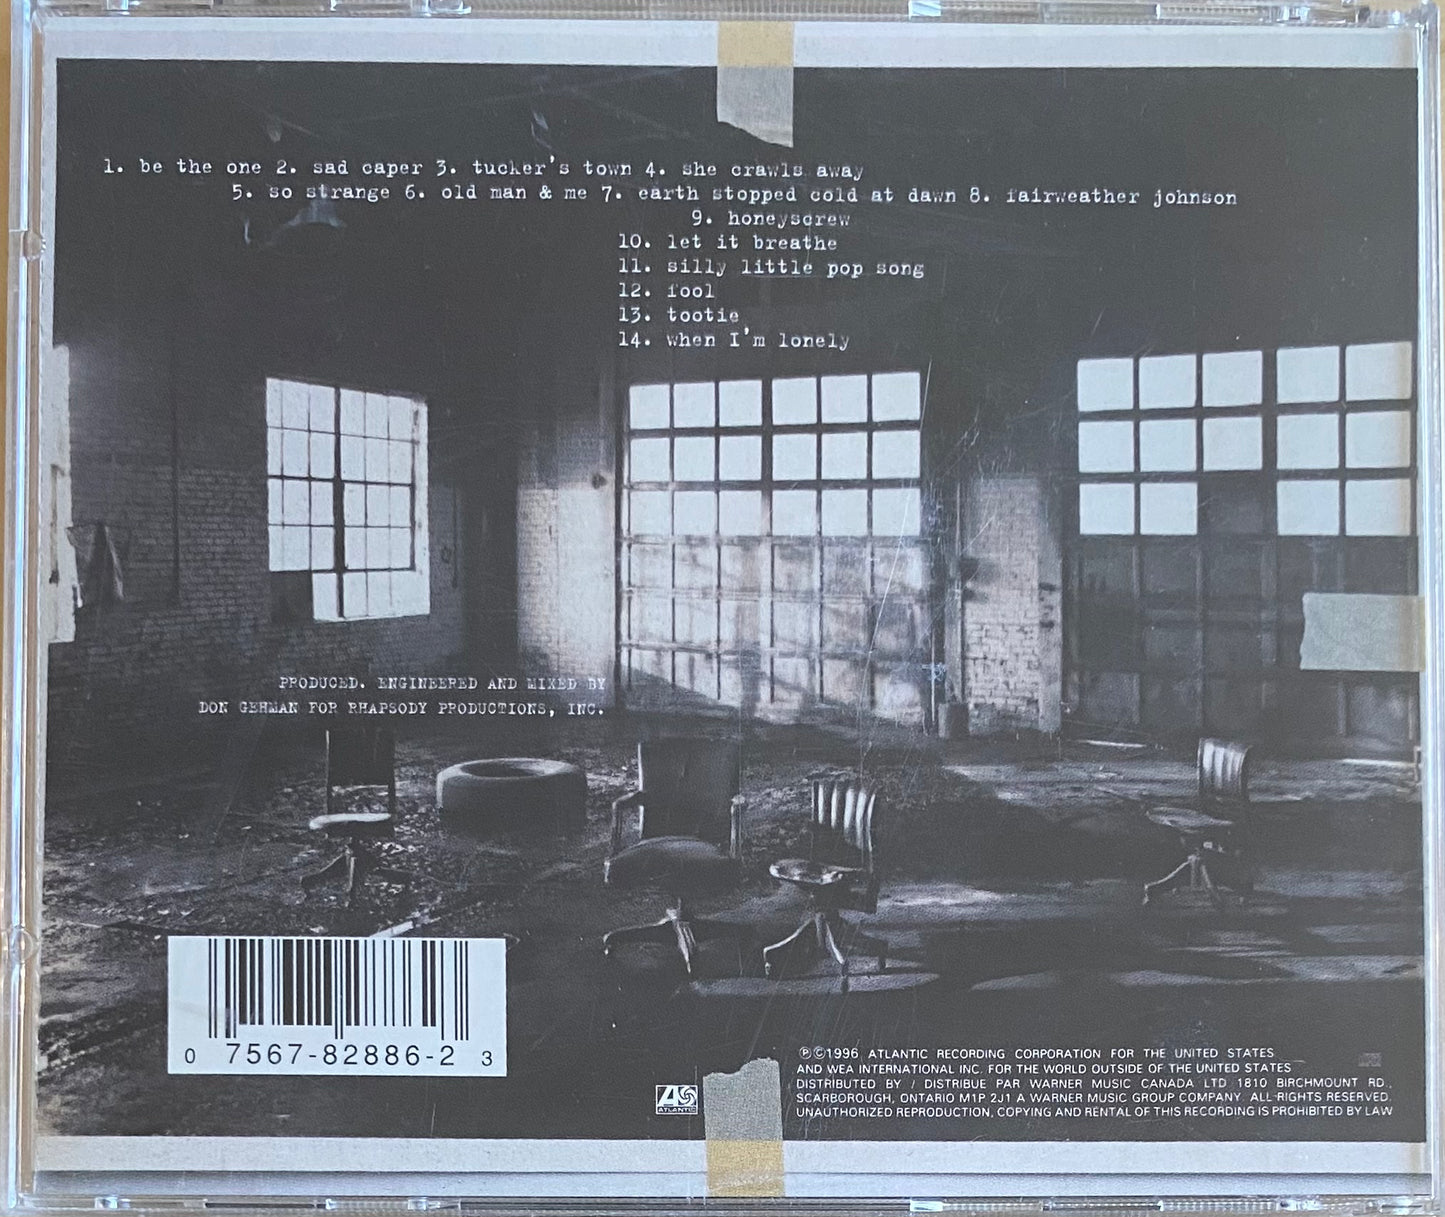 1. be the one 2. sad caper 3. tucker's town 4. she crawls away
5. so strange 6. old man & me 7. earth stopped cold at dawn 8. fairweather johnson
9. honeyscrew
10. let it breathe
11. silly little pop song
12. fool
13. tootie
14. when I'm lonely
PRODUCED. ENGINEERED AND MIXED BY
DON GEHMAN FOR RHAPSODY PRODUCTIONS, INC.
0 7567-82886-2 3
ATLANTIC
℗©1996 ATLANTIC RECORDING CORPORATION FOR THE UNITED STATES
AND WEA INTERNATIONAL INC. FOR THE WORLD OUTSIDE OF THE UNITED STATES
DISTRIBUTED BY / DISTRIBUE PAR WARNER MUSIC CANADA LTD 1810 BIRCHMOUNT RD.,
SCARBOROUGH, ONTARIO M1P 2J1 A WARNER MUSIC GROUP COMPANY. ALL RIGHTS RESERVED.
UNAUTHORIZED REPRODUCTION, COPYING AND RENTAL OF THIS RECORDING IS PROHIBITED BY LAW